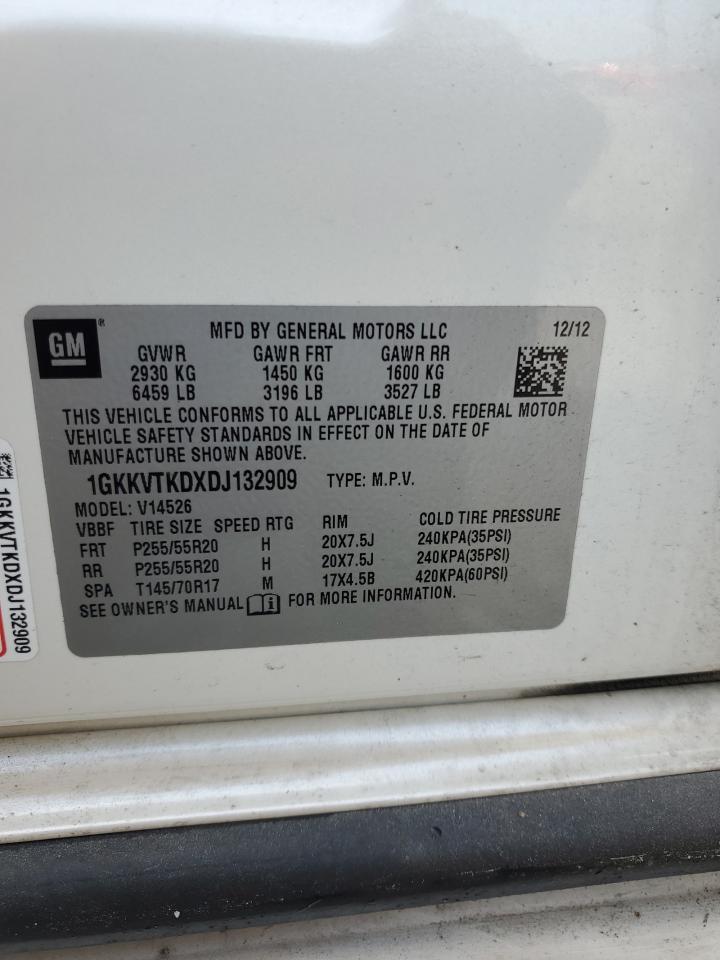 GM ® MFD BY GENERAL MOTORS LLC 12/12
GVWR GAWR FRT GAWR RR
2930 KG 1450 KG 1600 KG
6459 LB 3196 LB 3527 LB
THIS VEHICLE CONFORMS TO ALL APPLICABLE U.S. FEDERAL MOTOR
VEHICLE SAFETY STANDARDS IN EFFECT ON THE DATE OF
MANUFACTURE SHOWN ABOVE.
1GKKVTKDXDJ132909 TYPE: M.P.V.
MODEL: V14526
VBBF TIRE SIZE SPEED RTG RIM COLD TIRE PRESSURE
FRT P255/55R20 H 20X7.5J 240KPA(35PSI)
RR P255/55R20 H 20X7.5J 240KPA(35PSI)
SPA T145/70R17 M 17X4.5B 420KPA(60PSI)
SEE OWNER'S MANUAL i FOR MORE INFORMATION.
1GKKVTKDXDJ132909